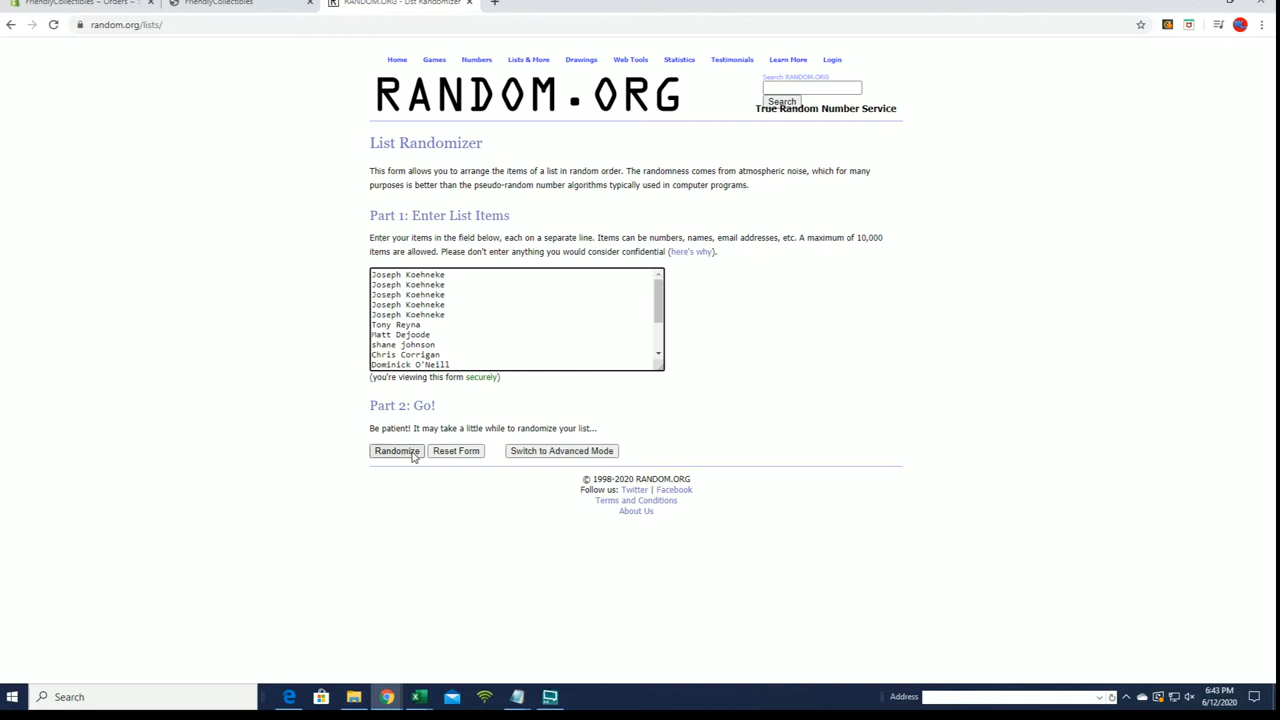 FriendlyCollectibles – Orders – S
FriendlyCollectibles
RANDOM.ORG - List Randomizer
random.org/lists/
Home Games Numbers Lists & More Drawings Web Tools Statistics Testimonials Learn More Login
RANDOM.ORG
Search RANDOM.ORG
Search
True Random Number Service
List Randomizer
This form allows you to arrange the items of a list in random order. The randomness comes from atmospheric noise, which for many
purposes is better than the pseudo-random number algorithms typically used in computer programs.
Part 1: Enter List Items
Enter your items in the field below, each on a separate line. Items can be numbers, names, email addresses, etc. A maximum of 10,000
items are allowed. Please don't enter anything you would consider confidential (here's why).
Joseph Koehneke
Joseph Koehneke
Joseph Koehneke
Joseph Koehneke
Joseph Koehneke
Tony Reyna
Matt Dejoode
shane johnson
Chris Corrigan
Dominick O'Neill
(you're viewing this form securely)
Part 2: Go!
Be patient! It may take a little while to randomize your list...
Randomize Reset Form Switch to Advanced Mode
© 1998-2020 RANDOM.ORG
Follow us: Twitter | Facebook
Terms and Conditions
About Us
Search
Address
6:43 PM
6/12/2020